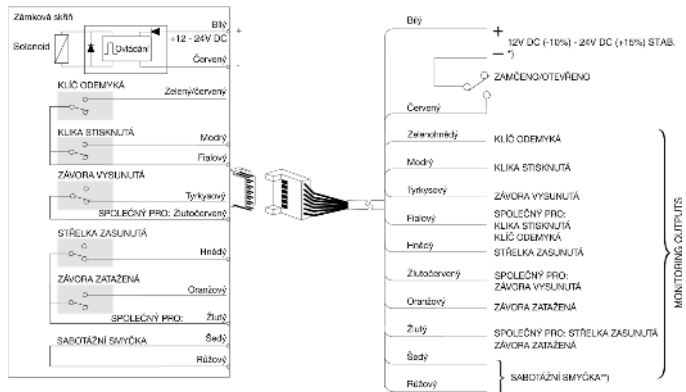 Zámková skříň
Bílý
+
+12 - 24V DC
Solenoid
Ovládání
Červený
-
KLÍČ ODEMYKÁ
Zelený/červený
KLIKA STISKNUTÁ
Modrý
Fialový
ZÁVORA VYSUNUTÁ
Tyrkysový
SPOLEČNÝ PRO: Žlutočervený
STŘELKA ZASUNUTÁ
Hnědý
ZÁVORA ZATAŽENÁ
Oranžový
SPOLEČNÝ PRO: Žlutý
SABOTÁŽNÍ SMYČKA
Šedý
Růžový
Bílý
+
12V DC (-10%) - 24V DC (+15%) STAB.
— *)
ZAMČENO/OTEVŘENO
Červený
Zelenohnědý
KLÍČ ODEMYKÁ
Modrý
KLIKA STISKNUTÁ
Tyrkysový
ZÁVORA VYSUNUTÁ
Fialový
SPOLEČNÝ PRO:
KLIKA STISKNUTÁ
KLÍČ ODEMYKÁ
Hnědý
STŘELKA ZASUNUTÁ
Žlutočervený
SPOLEČNÝ PRO:
ZÁVORA VYSUNUTÁ
Oranžový
ZÁVORA ZATAŽENÁ
Žlutý
SPOLEČNÝ PRO: STŘELKA ZASUNUTÁ
ZÁVORA ZATAŽENÁ
Šedý
SABOTÁŽNÍ SMYČKA**)
Růžový
MONITORING OUTPUTS